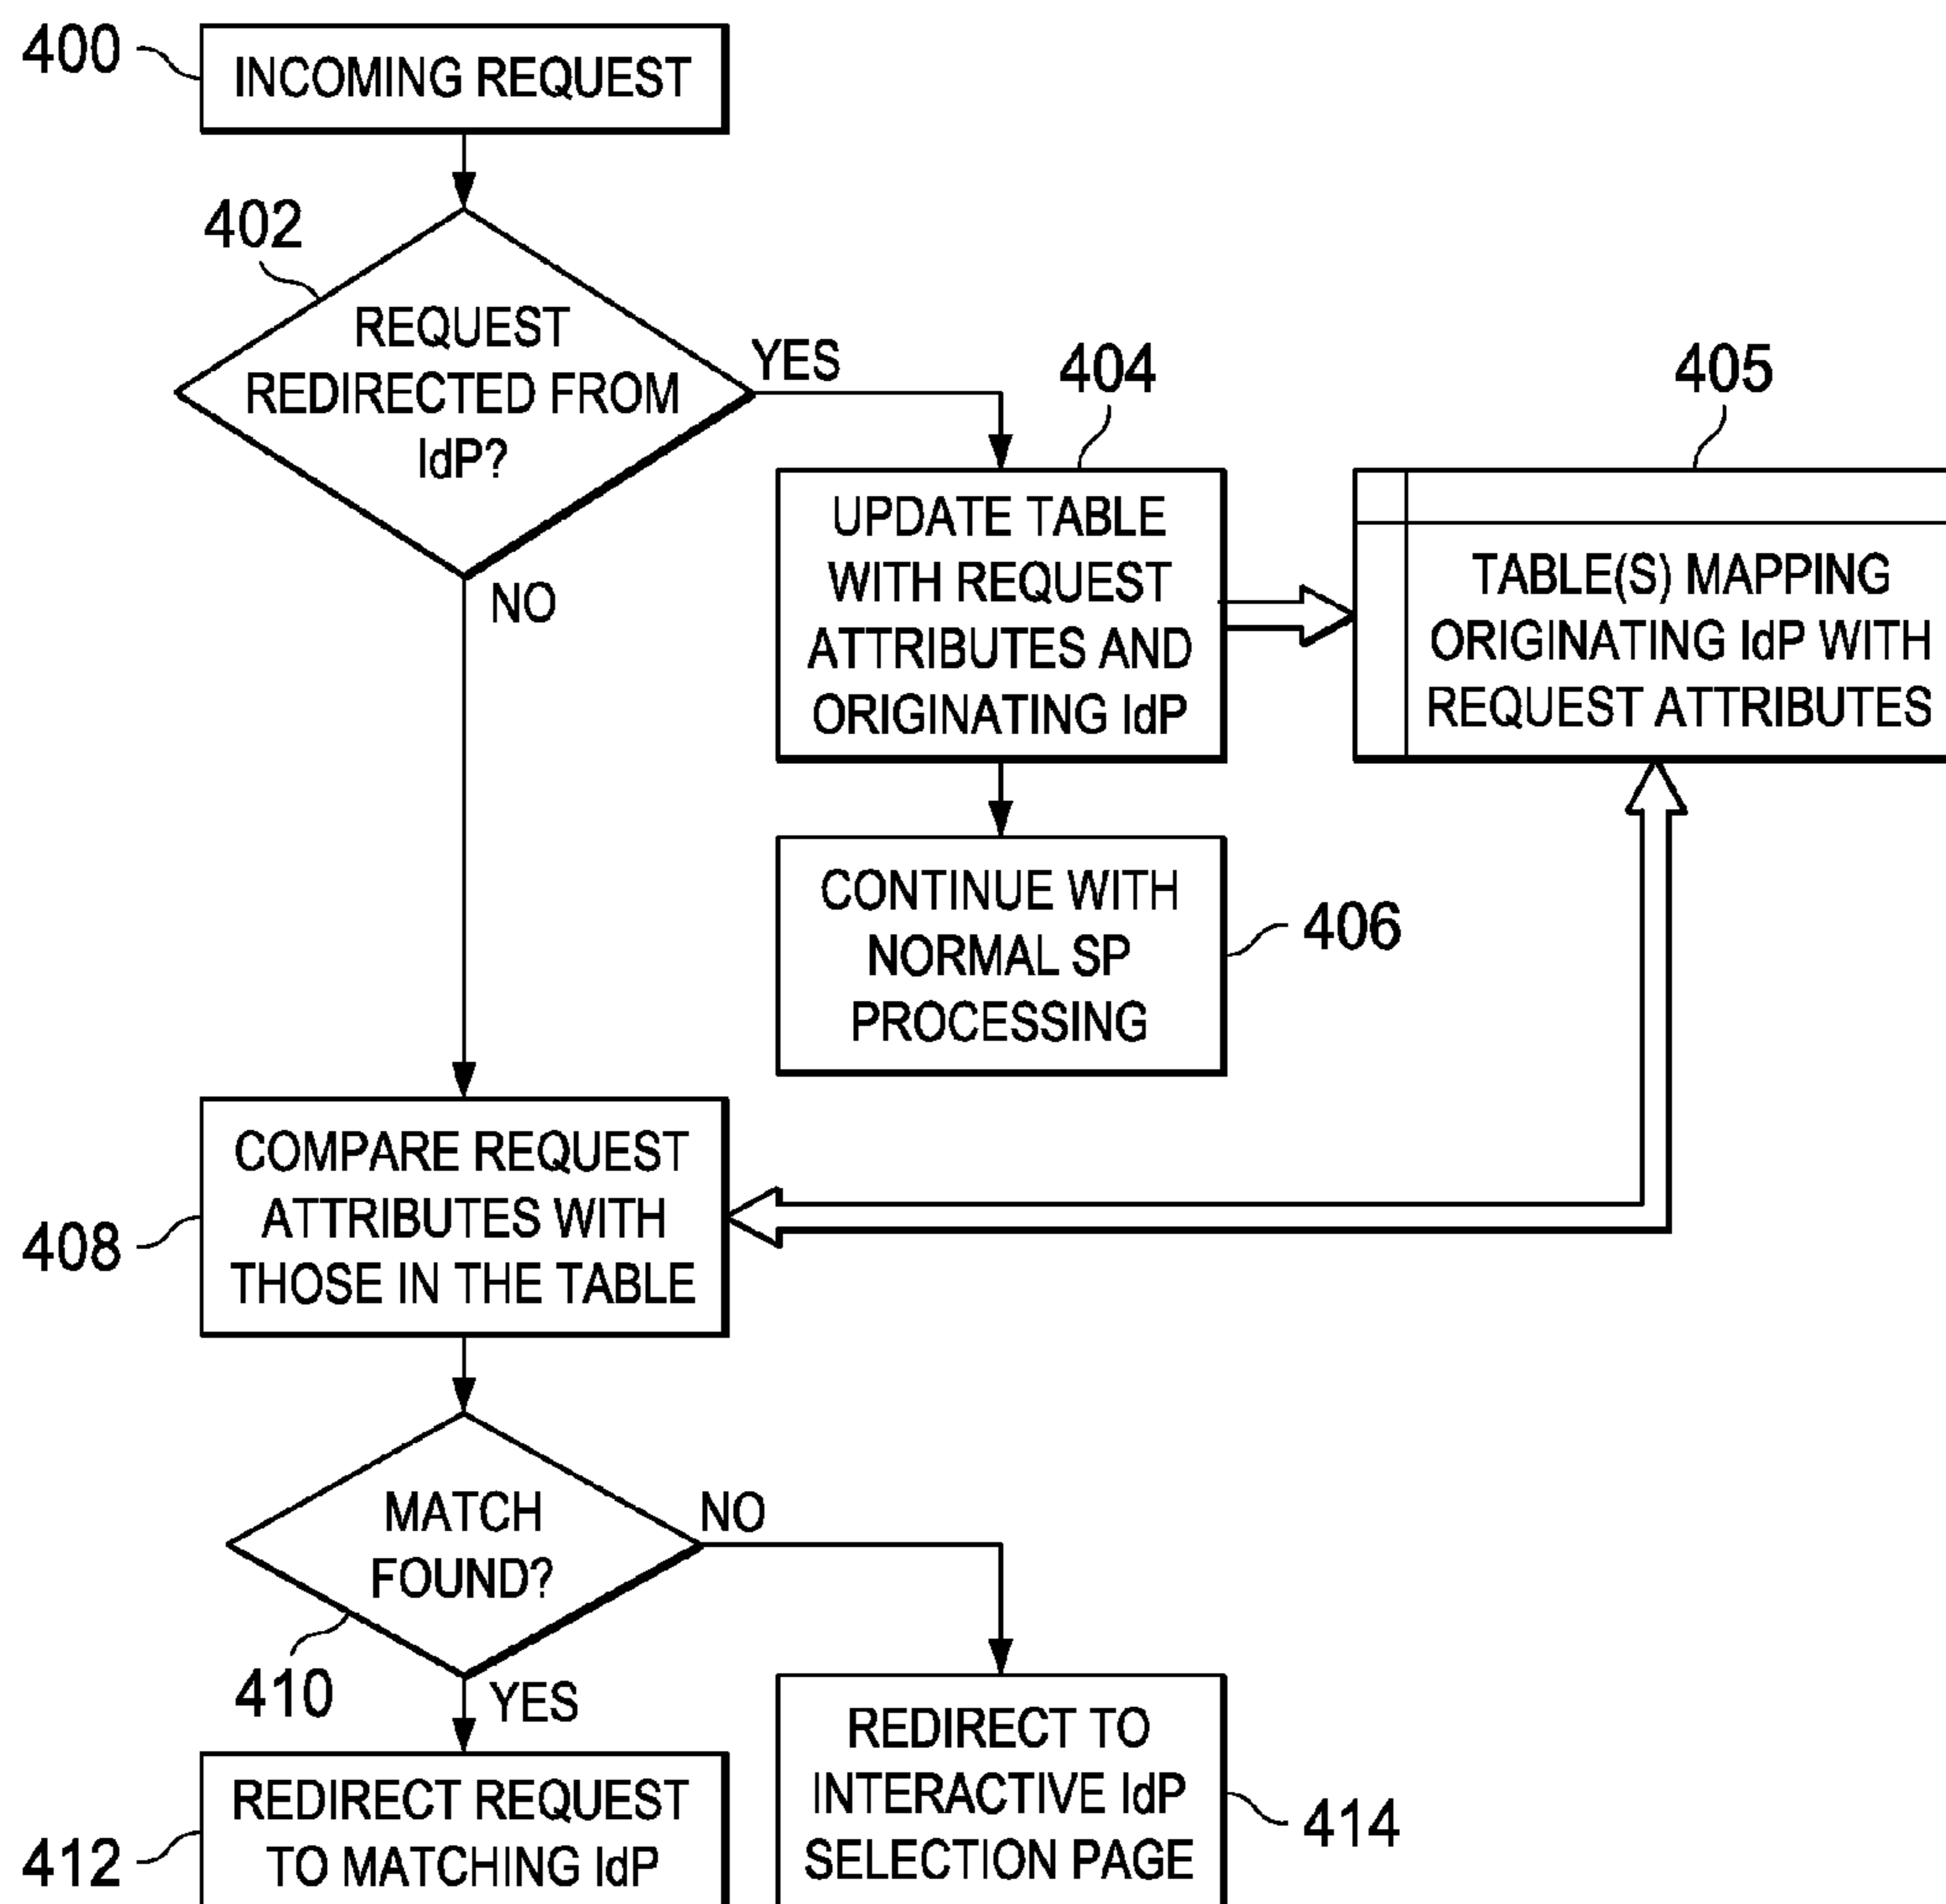 400
INCOMING REQUEST
402
REQUEST
REDIRECTED FROM
IdP?
YES
NO
404
UPDATE TABLE
WITH REQUEST
ATTRIBUTES AND
ORIGINATING IdP
405
TABLE(S) MAPPING
ORIGINATING IdP WITH
REQUEST ATTRIBUTES
CONTINUE WITH
NORMAL SP
PROCESSING
406
408
COMPARE REQUEST
ATTRIBUTES WITH
THOSE IN THE TABLE
MATCH
FOUND?
410
NO
YES
412
REDIRECT REQUEST
TO MATCHING IdP
REDIRECT TO
INTERACTIVE IdP
SELECTION PAGE
414